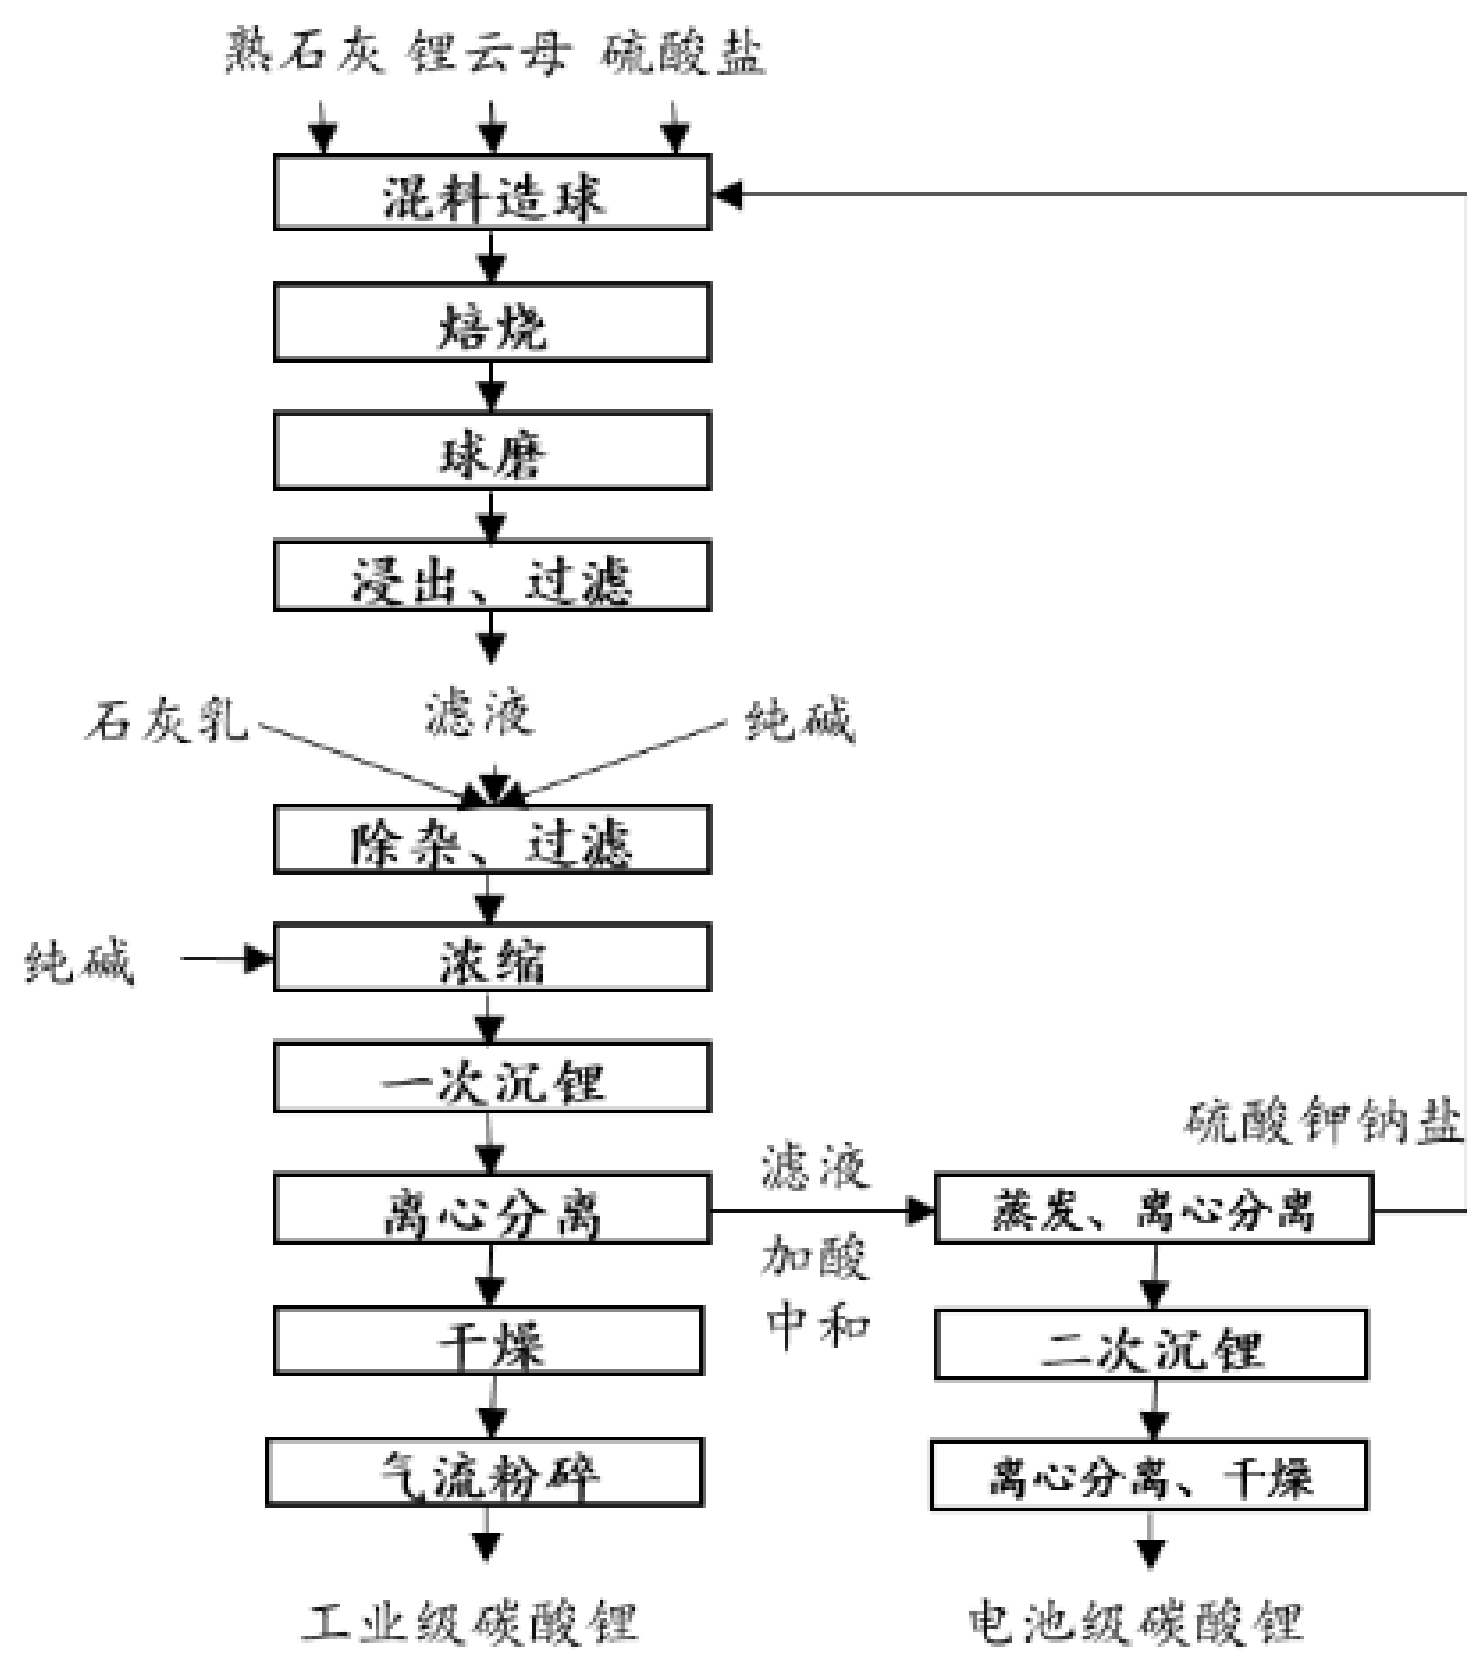 熟石灰 锂云母 硫酸盐
混料造球
焙烧
球磨
浸出、过滤
石灰乳 滤液 纯碱
除杂、过滤
纯碱 浓缩
一次沉锂
硫酸钾钠盐
离心分离 滤液 蒸发、离心分离
加酸
中和
干燥 二次沉锂
气流粉碎 离心分离、干燥
工业级碳酸锂 电池级碳酸锂